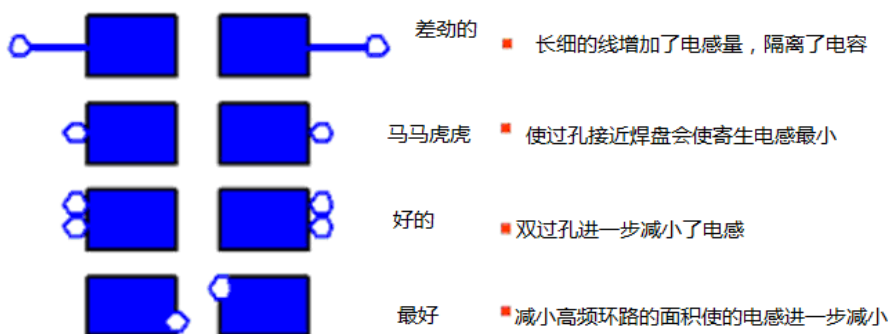 差劲的 长细的线增加了电感量，隔离了电容
马马虎虎 使过孔接近焊盘会使寄生电感最小
好的 双过孔进一步减小了电感
最好 减小高频环路的面积使的电感进一步减小